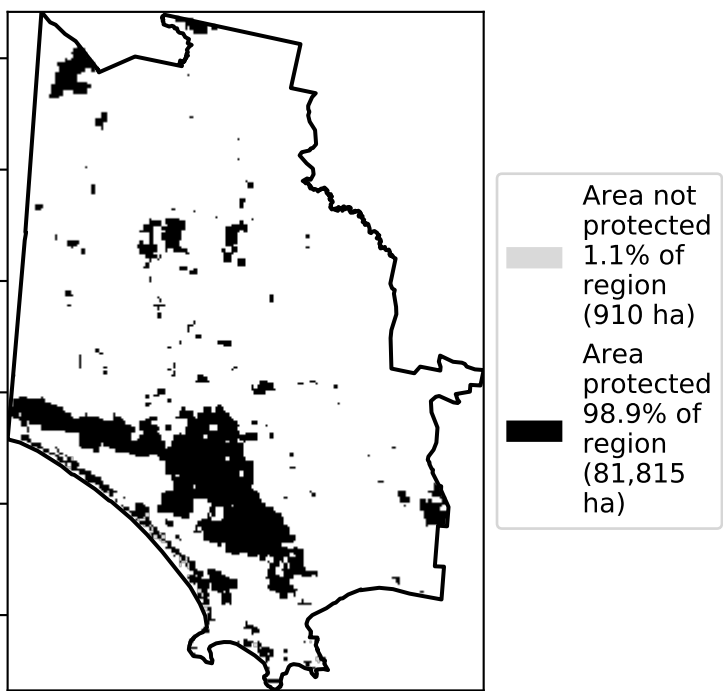 Area not
protected
1.1% of
region
(910 ha)
Area
protected
98.9% of
region
(81,815
ha)